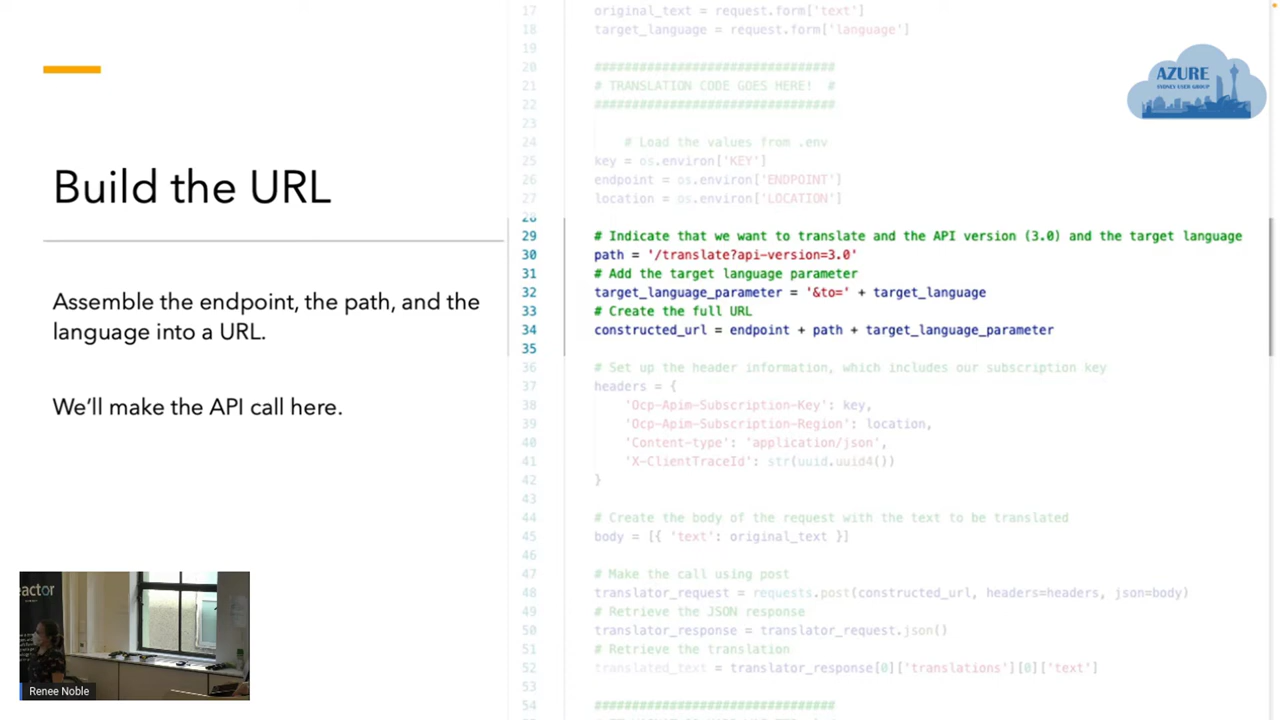 Build the URL
Assemble the endpoint, the path, and the
language into a URL.
We'll make the API call here.
17 original_text = request.form['text']
18 target_language = request.form['language']
19
20 ################################
21 # TRANSLATION CODE GOES HERE!  #
22 ################################
23
24 # Load the values from .env
25 key = os.environ['KEY']
26 endpoint = os.environ['ENDPOINT']
27 location = os.environ['LOCATION']
28
29 # Indicate that we want to translate and the API version (3.0) and the target language
30 path = '/translate?api-version=3.0'
31 # Add the target language parameter
32 target_language_parameter = '&to=' + target_language
33 # Create the full URL
34 constructed_url = endpoint + path + target_language_parameter
35
36 # Set up the header information, which includes our subscription key
37 headers = {
38 'Ocp-Apim-Subscription-Key': key,
39 'Ocp-Apim-Subscription-Region': location,
40 'Content-type': 'application/json',
41 'X-ClientTraceId': str(uuid.uuid4())
42 }
43
44 # Create the body of the request with the text to be translated
45 body = [{ 'text': original_text }]
46
47 # Make the call using post
48 translator_request = requests.post(constructed_url, headers=headers, json=body)
49 # Retrieve the JSON response
50 translator_response = translator_request.json()
51 # Retrieve the translation
52 translated_text = translator_response[0]['translations'][0]['text']
53
54 ################################
AZURE
SYDNEY USER GROUP
eactor
Renee Noble